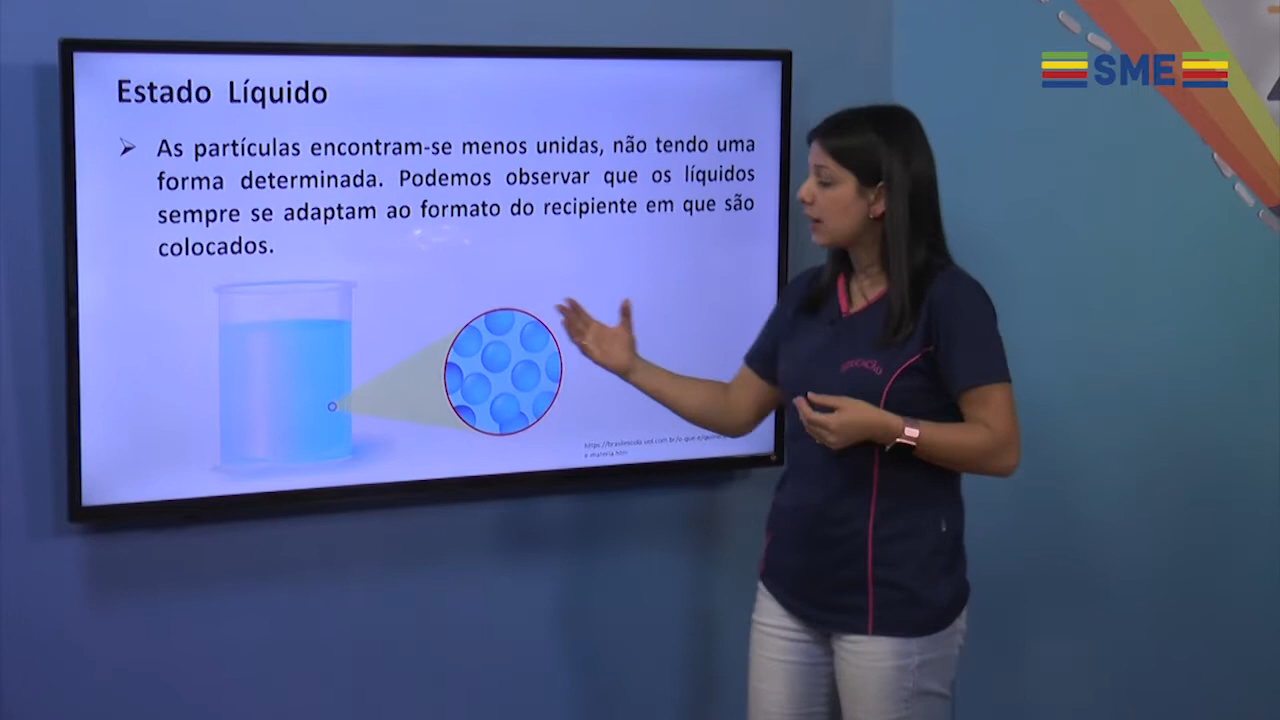 SME
Estado Líquido
➢ As partículas encontram-se menos unidas, não tendo uma
forma determinada. Podemos observar que os líquidos
sempre se adaptam ao formato do recipiente em que são
colocados.
EDUCAÇÃO